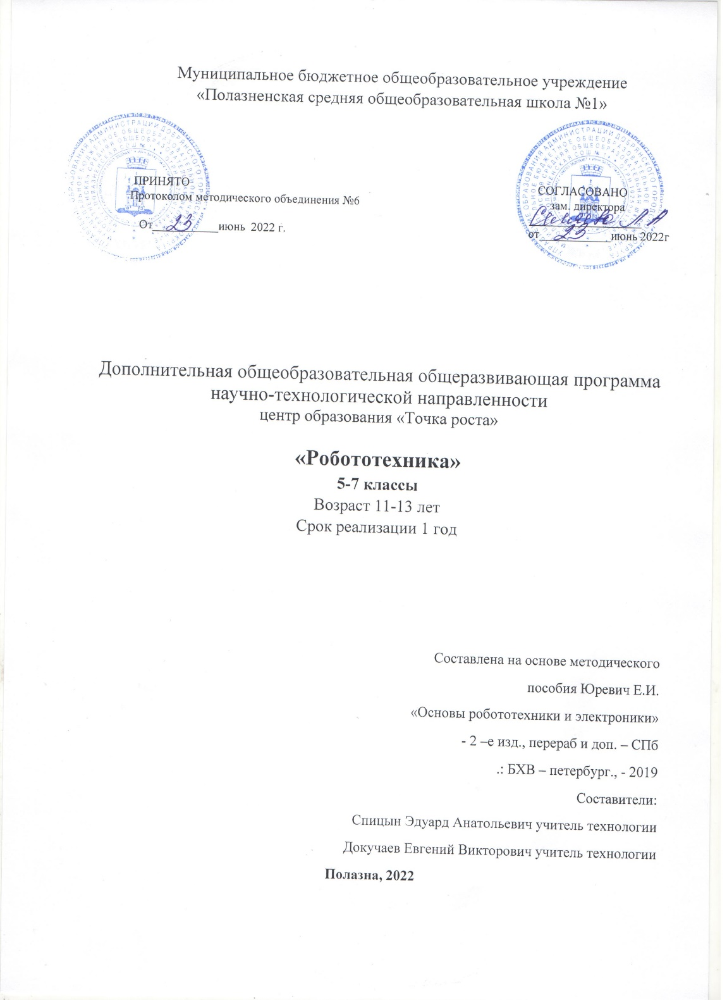 Муниципальное бюджетное общеобразовательное учреждение
«Полазненская средняя общеобразовательная школа №1»
ПРИНЯТО
Протоколом методического объединения №6
От 23 июнь 2022 г.
СОГЛАСОВАНО
зам. директора
от 23 июнь 2022г
Дополнительная общеобразовательная общеразвивающая программа
научно-технологической направленности
центр образования «Точка роста»
«Робототехника»
5-7 классы
Возраст 11-13 лет
Срок реализации 1 год
Составлена на основе методического
пособия Юревич Е.И.
«Основы робототехники и электроники»
- 2 –е изд., перераб и доп. – СПб
.: БХВ – петербург., - 2019
Составители:
Спицын Эдуард Анатольевич учитель технологии
Докучаев Евгений Викторович учитель технологии
Полазна, 2022